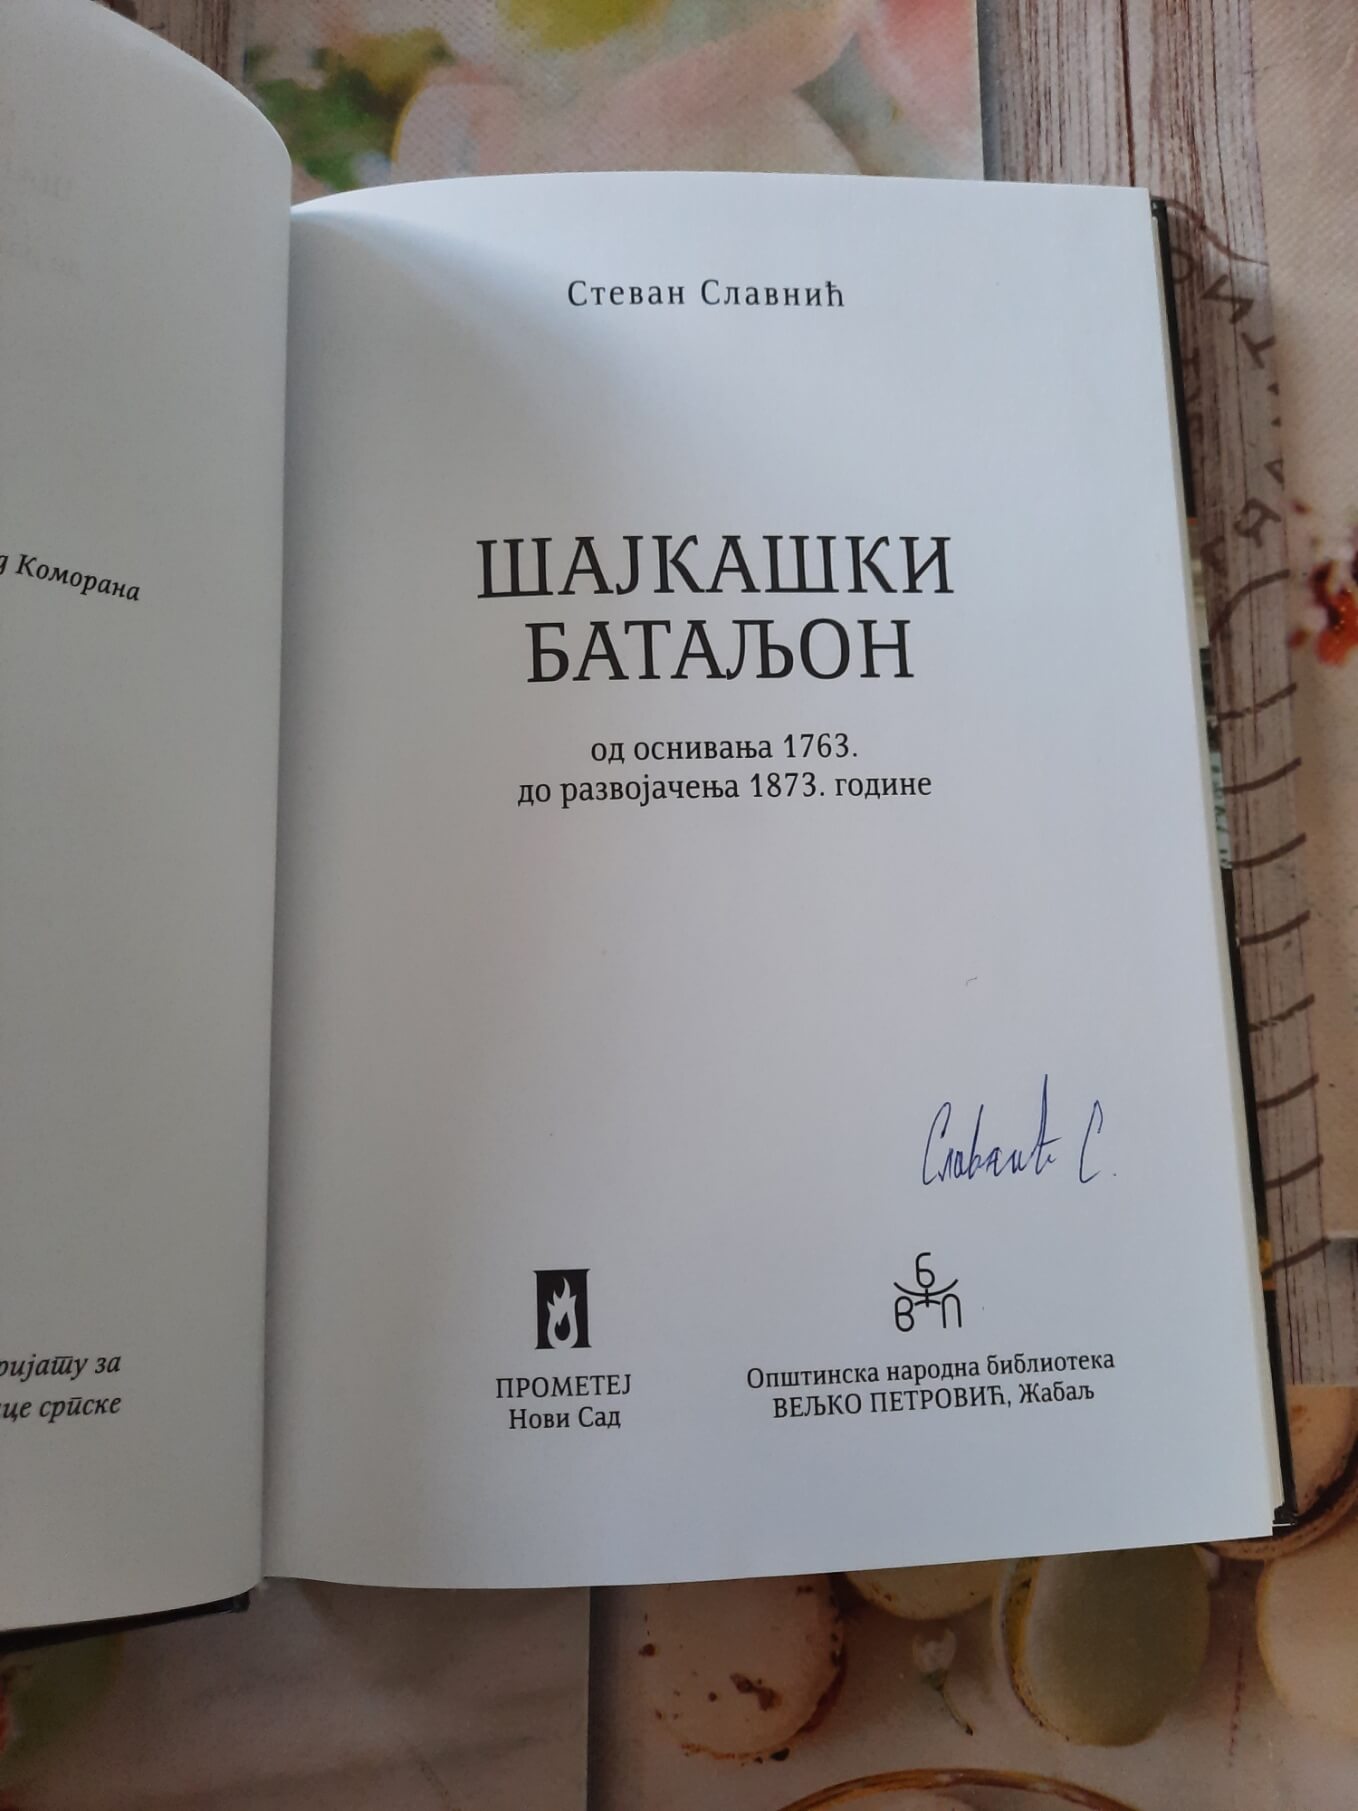 д Коморана
ријату за
це српске
Стеван Славнић
ШАЈКАШКИ
БАТАЉОН
од оснивања 1763.
до развојачења 1873. године
Славнић С.
ПРОМЕТЕЈ
Нови Сад
Б
В П
Општинска народна библиотека
ВЕЉКО ПЕТРОВИЋ, Жабаљ